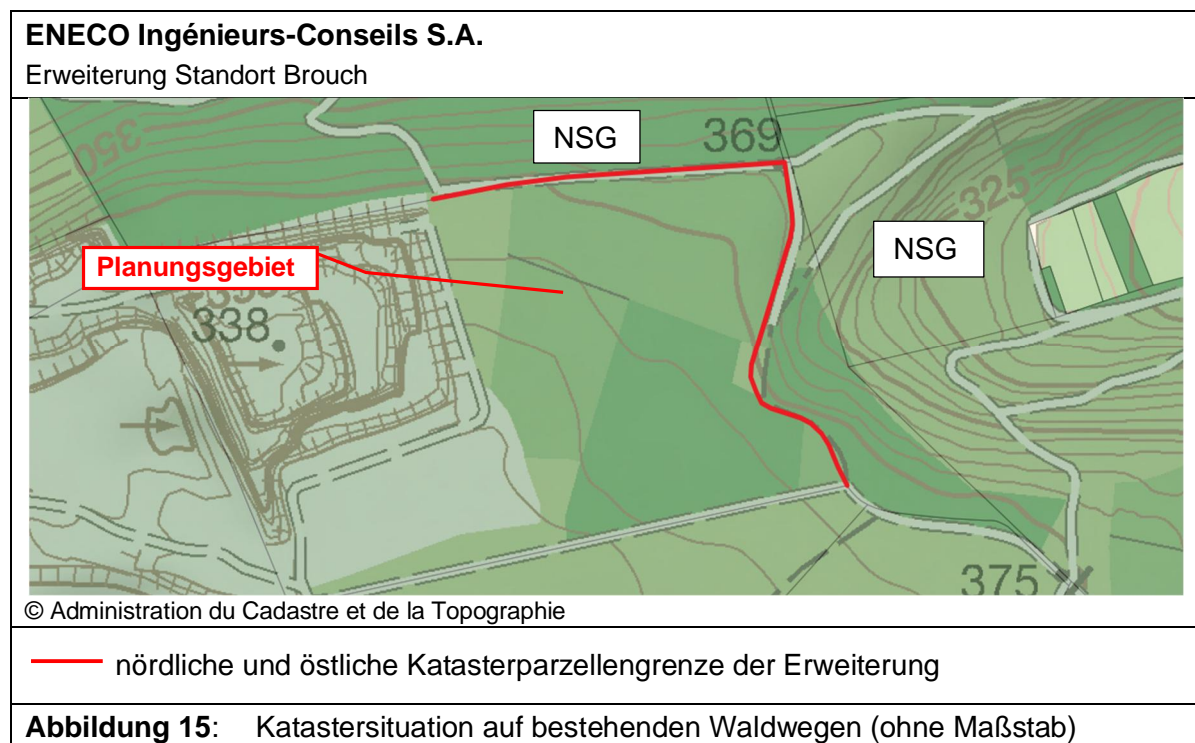 ENECO Ingénieurs-Conseils S.A.
Erweiterung Standort Brouch
350
NSG
369
325
NSG
Planungsgebiet
338
375
© Administration du Cadastre et de la Topographie
nördliche und östliche Katasterparzellengrenze der Erweiterung
Abbildung 15: Katastersituation auf bestehenden Waldwegen (ohne Maßstab)